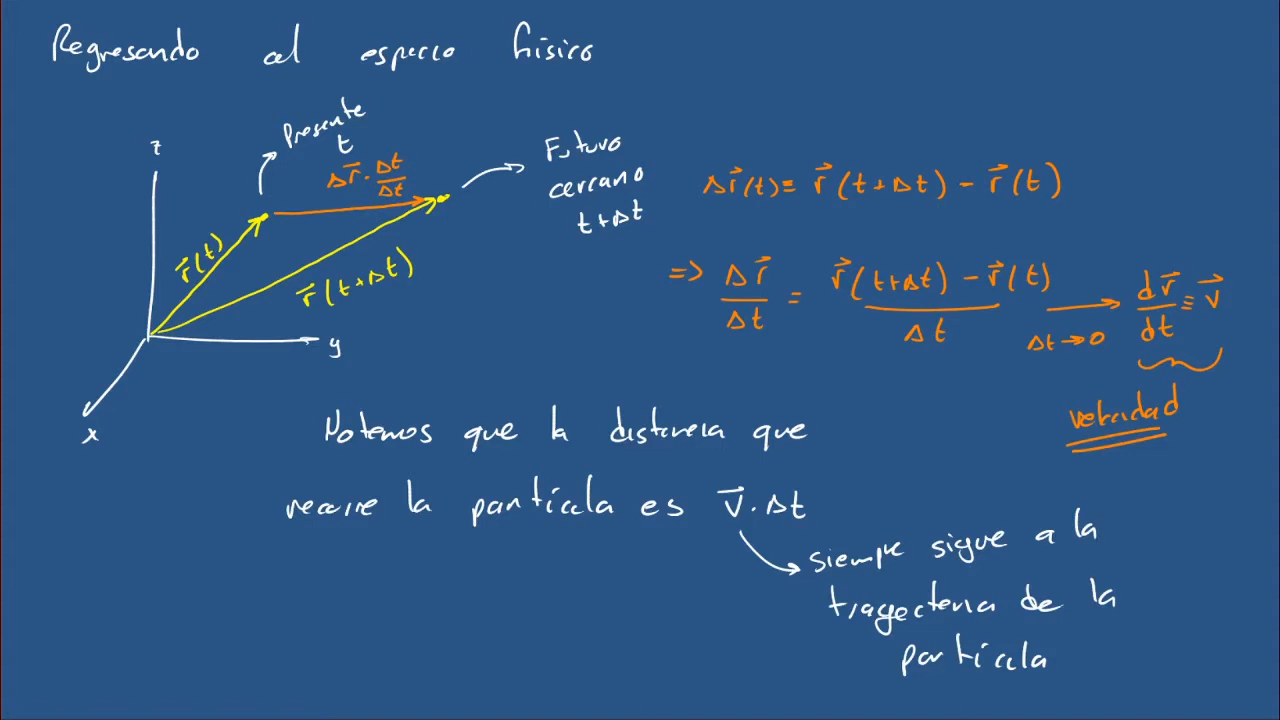 Regresando al espacio físico
z
Presente
t
Δr⃗ · Δt/Δt
Futuro
cercano
t+Δt
r⃗(t)
r⃗(t+Δt)
y
x
Δr⃗(t) ≡ r⃗(t+Δt) - r⃗(t)
=> Δr⃗/Δt = (r⃗(t+Δt) - r⃗(t))/Δt → Δt→0 dr⃗/dt ≡ v⃗
velocidad
Notemos que la distancia que
recorre la partícula es v⃗·Δt
siempre sigue a la
trayectoria de la
partícula